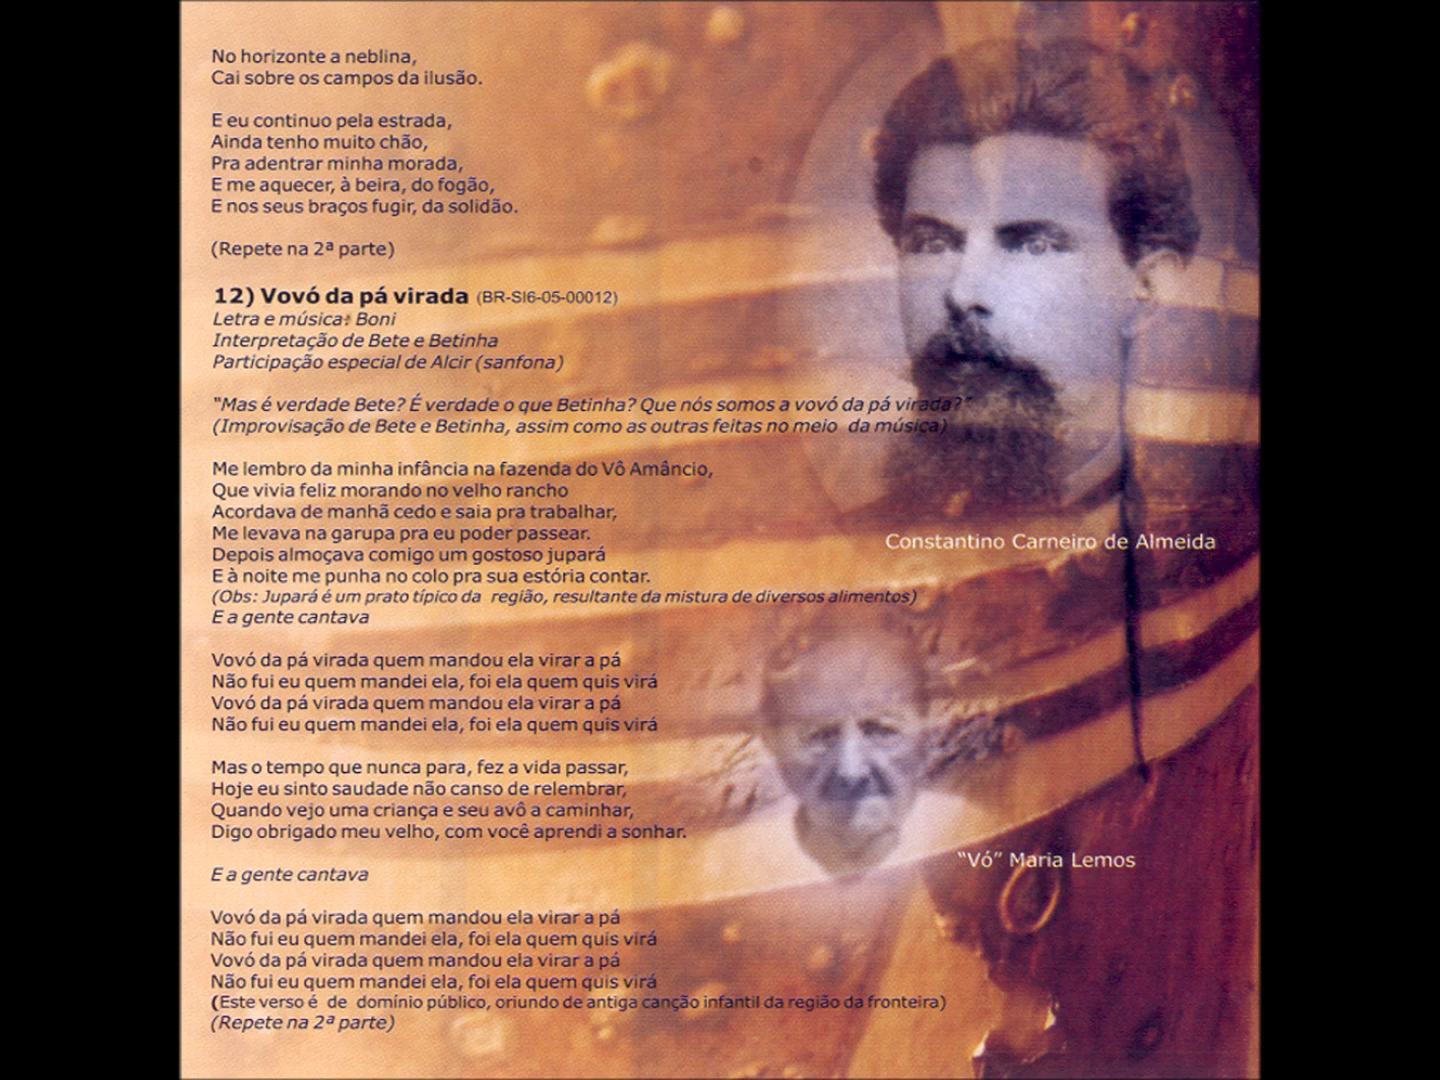 No horizonte a neblina,
Cai sobre os campos da ilusão.
E eu continuo pela estrada,
Ainda tenho muito chão,
Pra adentrar minha morada,
E me aquecer, à beira, do fogão,
E nos seus braços fugir, da solidão.
(Repete na 2ª parte)
12) Vovó da pá virada (BR-SI6-05-00012)
Letra e música: Boni
Interpretação de Bete e Betinha
Participação especial de Alcir (sanfona)
“Mas é verdade Bete? É verdade o que Betinha? Que nós somos a vovó da pá virada?”
(Improvisação de Bete e Betinha, assim como as outras feitas no meio da música)
Me lembro da minha infância na fazenda do Vô Amâncio,
Que vivia feliz morando no velho rancho
Acordava de manhã cedo e saia pra trabalhar,
Me levava na garupa pra eu poder passear.
Depois almoçava comigo um gostoso jupará
E à noite me punha no colo pra sua estória contar.
(Obs: Jupará é um prato típico da região, resultante da mistura de diversos alimentos)
E a gente cantava
Vovó da pá virada quem mandou ela virar a pá
Não fui eu quem mandei ela, foi ela quem quis virá
Vovó da pá virada quem mandou ela virar a pá
Não fui eu quem mandei ela, foi ela quem quis virá
Mas o tempo que nunca para, fez a vida passar,
Hoje eu sinto saudade não canso de relembrar,
Quando vejo uma criança e seu avô a caminhar,
Digo obrigado meu velho, com você aprendi a sonhar.
E a gente cantava
Vovó da pá virada quem mandou ela virar a pá
Não fui eu quem mandei ela, foi ela quem quis virá
Vovó da pá virada quem mandou ela virar a pá
Não fui eu quem mandei ela, foi ela quem quis virá
(Este verso é de domínio público, oriundo de antiga canção infantil da região da fronteira)
(Repete na 2ª parte)
Constantino Carneiro de Almeida
“Vó” Maria Lemos